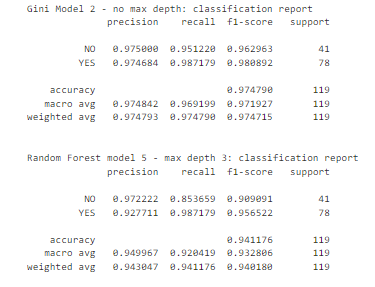 Gini Model 2 - no max depth: classification report
precision recall f1-score support
NO 0.975000 0.951220 0.962963 41
YES 0.974684 0.987179 0.980892 78
accuracy 0.974790 119
macro avg 0.974842 0.969199 0.971927 119
weighted avg 0.974793 0.974790 0.974715 119
Random Forest model 5 - max depth 3: classification report
precision recall f1-score support
NO 0.972222 0.853659 0.909091 41
YES 0.927711 0.987179 0.956522 78
accuracy 0.941176 119
macro avg 0.949967 0.920419 0.932806 119
weighted avg 0.943047 0.941176 0.940180 119